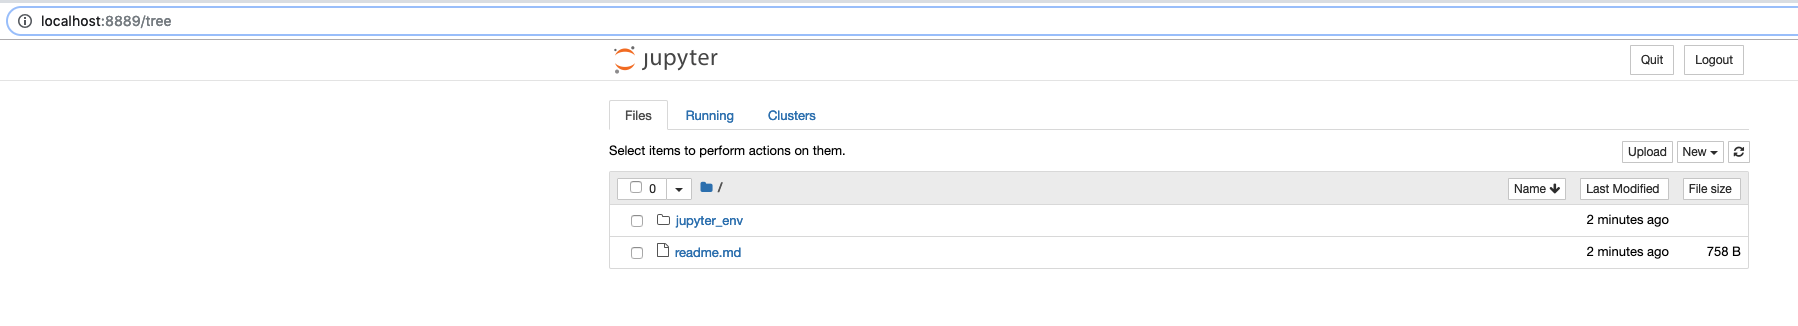 localhost:8889/tree
jupyter
Quit Logout
Files Running Clusters
Select items to perform actions on them.
Upload New
0 / Name Last Modified File size
jupyter_env 2 minutes ago
readme.md 2 minutes ago 758 B